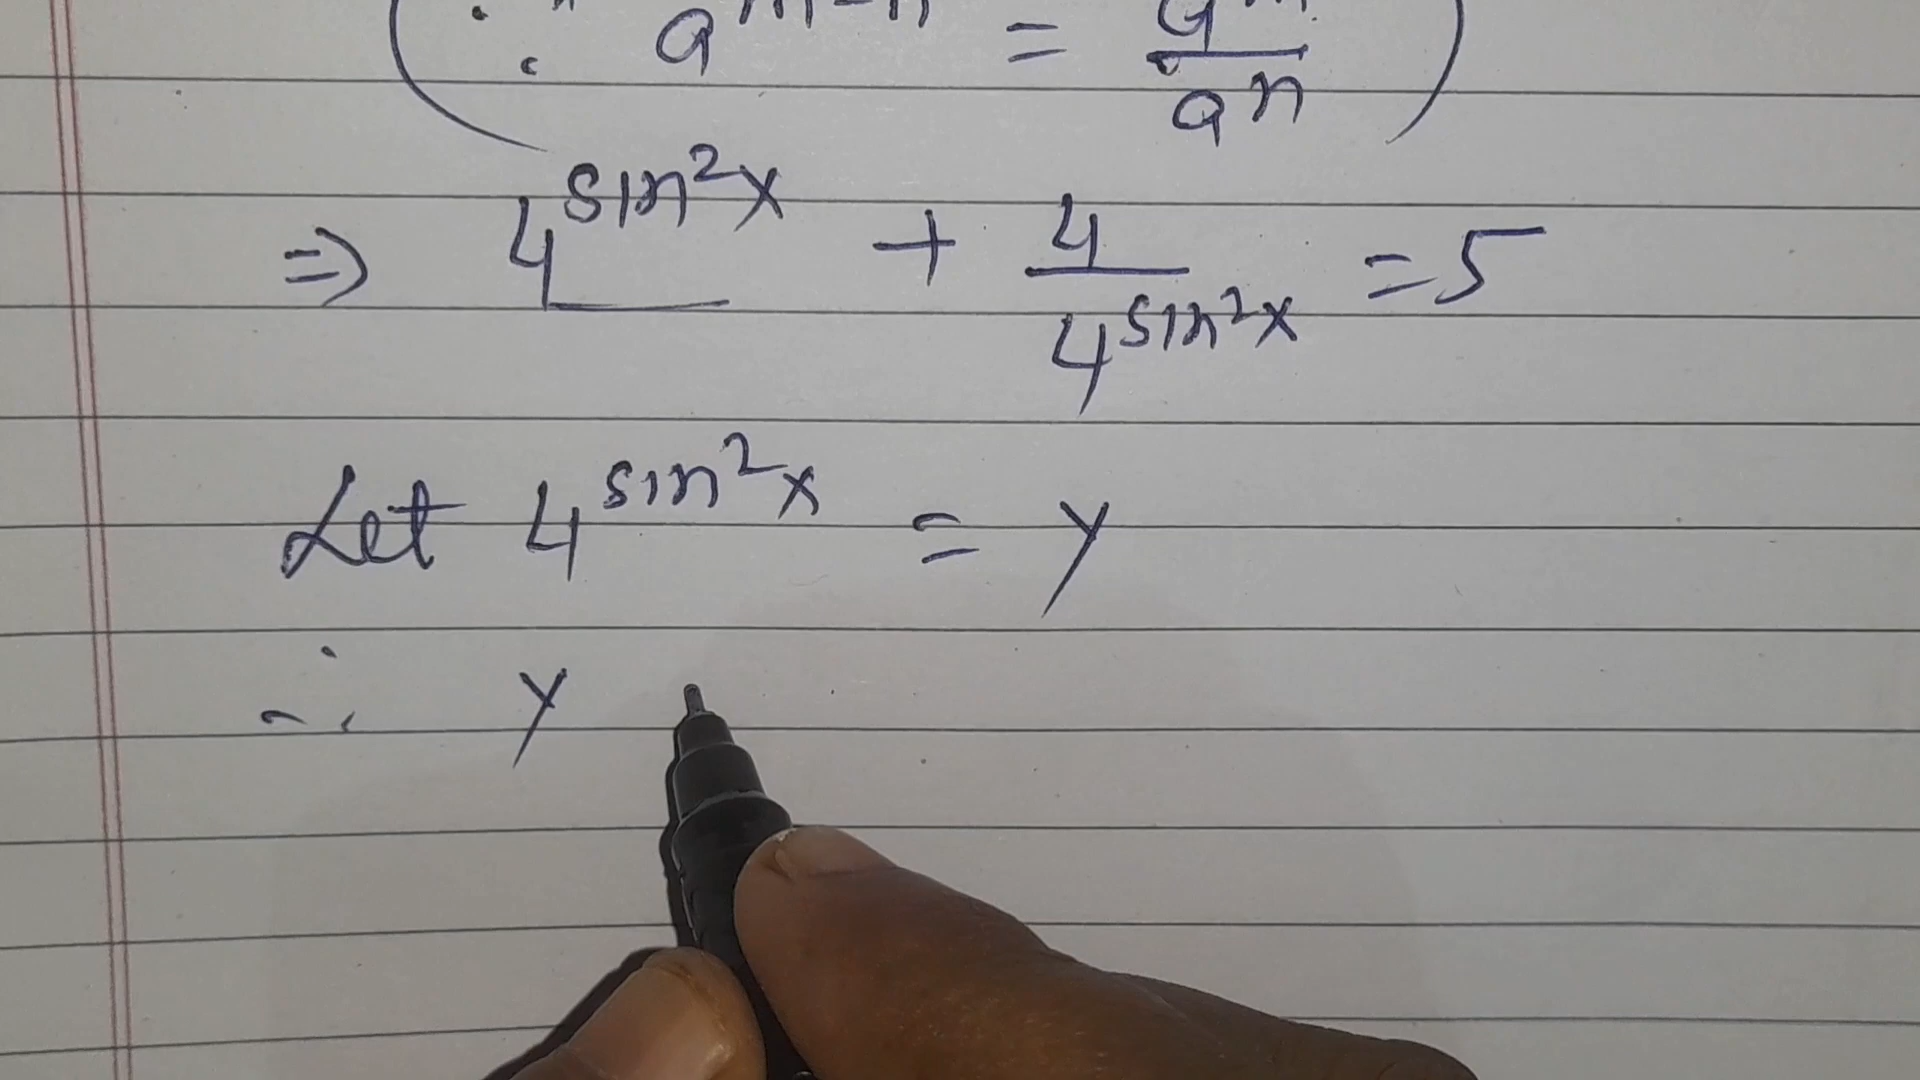 (∵ a^m-n = a^m/a^n)
⇒ 4^sin²x + 4/4^sin²x = 5
Let 4^sin²x = y
∴ y